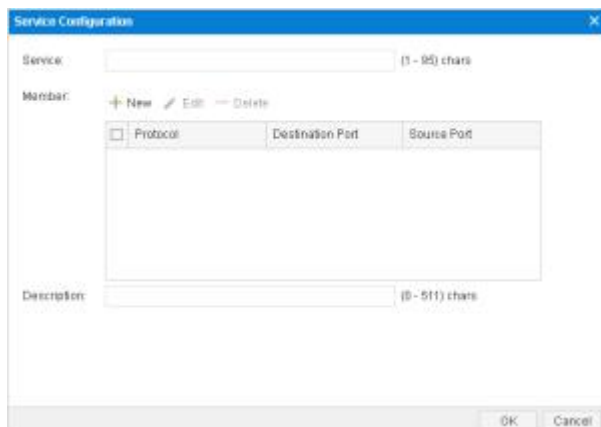 Service Configuration
Service: (1 - 95) chars
Member: New Edit Delete
Protocol Destination Port Source Port
Description: (0 - 511) chars
OK Cancel